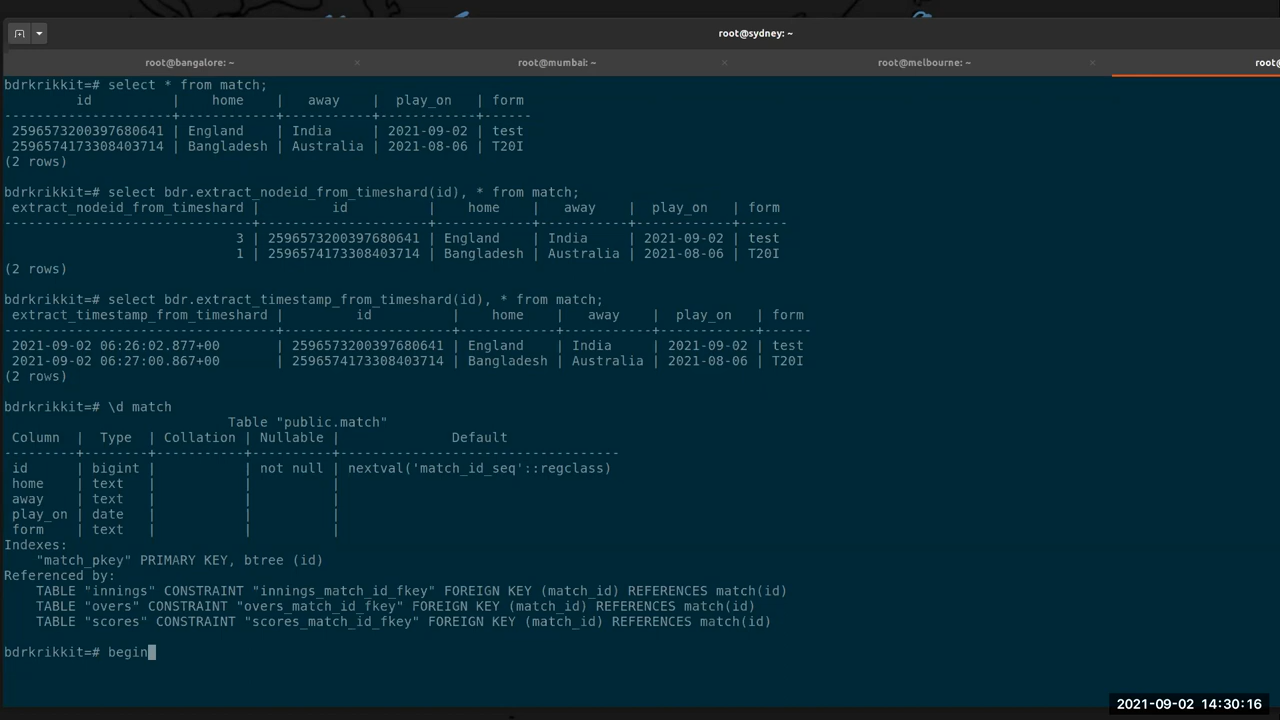 root@sydney: ~
root@bangalore: ~ × root@mumbai: ~ × root@melbourne: ~ × root@
bdrkrikkit=# select * from match;
         id          |    home    |   away    |  play_on   | form
---------------------+------------+-----------+------------+------
 2596573200397680641 | England    | India     | 2021-09-02 | test
 2596574173308403714 | Bangladesh | Australia | 2021-08-06 | T20I
(2 rows)
bdrkrikkit=# select bdr.extract_nodeid_from_timeshard(id), * from match;
 extract_nodeid_from_timeshard |         id          |    home    |   away    |  play_on   | form
-------------------------------+---------------------+------------+-----------+------------+------
                             3 | 2596573200397680641 | England    | India     | 2021-09-02 | test
                             1 | 2596574173308403714 | Bangladesh | Australia | 2021-08-06 | T20I
(2 rows)
bdrkrikkit=# select bdr.extract_timestamp_from_timeshard(id), * from match;
 extract_timestamp_from_timeshard |         id          |    home    |   away    |  play_on   | form
----------------------------------+---------------------+------------+-----------+------------+------
 2021-09-02 06:26:02.877+00       | 2596573200397680641 | England    | India     | 2021-09-02 | test
 2021-09-02 06:27:00.867+00       | 2596574173308403714 | Bangladesh | Australia | 2021-08-06 | T20I
(2 rows)
bdrkrikkit=# \d match
                            Table "public.match"
 Column  |  Type  | Collation | Nullable |              Default
---------+--------+-----------+----------+-----------------------------------
 id      | bigint |           | not null | nextval('match_id_seq'::regclass)
 home    | text   |           |          |
 away    | text   |           |          |
 play_on | date   |           |          |
 form    | text   |           |          |
Indexes:
    "match_pkey" PRIMARY KEY, btree (id)
Referenced by:
    TABLE "innings" CONSTRAINT "innings_match_id_fkey" FOREIGN KEY (match_id) REFERENCES match(id)
    TABLE "overs" CONSTRAINT "overs_match_id_fkey" FOREIGN KEY (match_id) REFERENCES match(id)
    TABLE "scores" CONSTRAINT "scores_match_id_fkey" FOREIGN KEY (match_id) REFERENCES match(id)
bdrkrikkit=# begin
2021-09-02 14:30:16